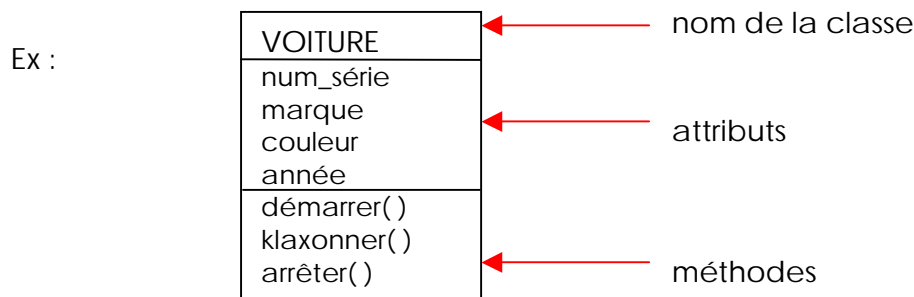 nom de la classe
Ex :
VOITURE
num_série
marque
couleur
année
attributs
démarrer( )
klaxonner( )
arrêter( )
méthodes